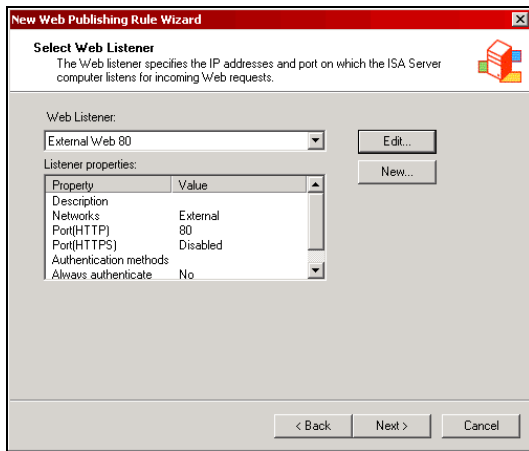 New Web Publishing Rule Wizard
Select Web Listener
The Web listener specifies the IP addresses and port on which the ISA Server
computer listens for incoming Web requests.
Web Listener:
External Web 80
Edit...
Listener properties:
New...
Property Value
Description
Networks External
Port(HTTP) 80
Port(HTTPS) Disabled
Authentication methods
Always authenticate No
< Back Next > Cancel